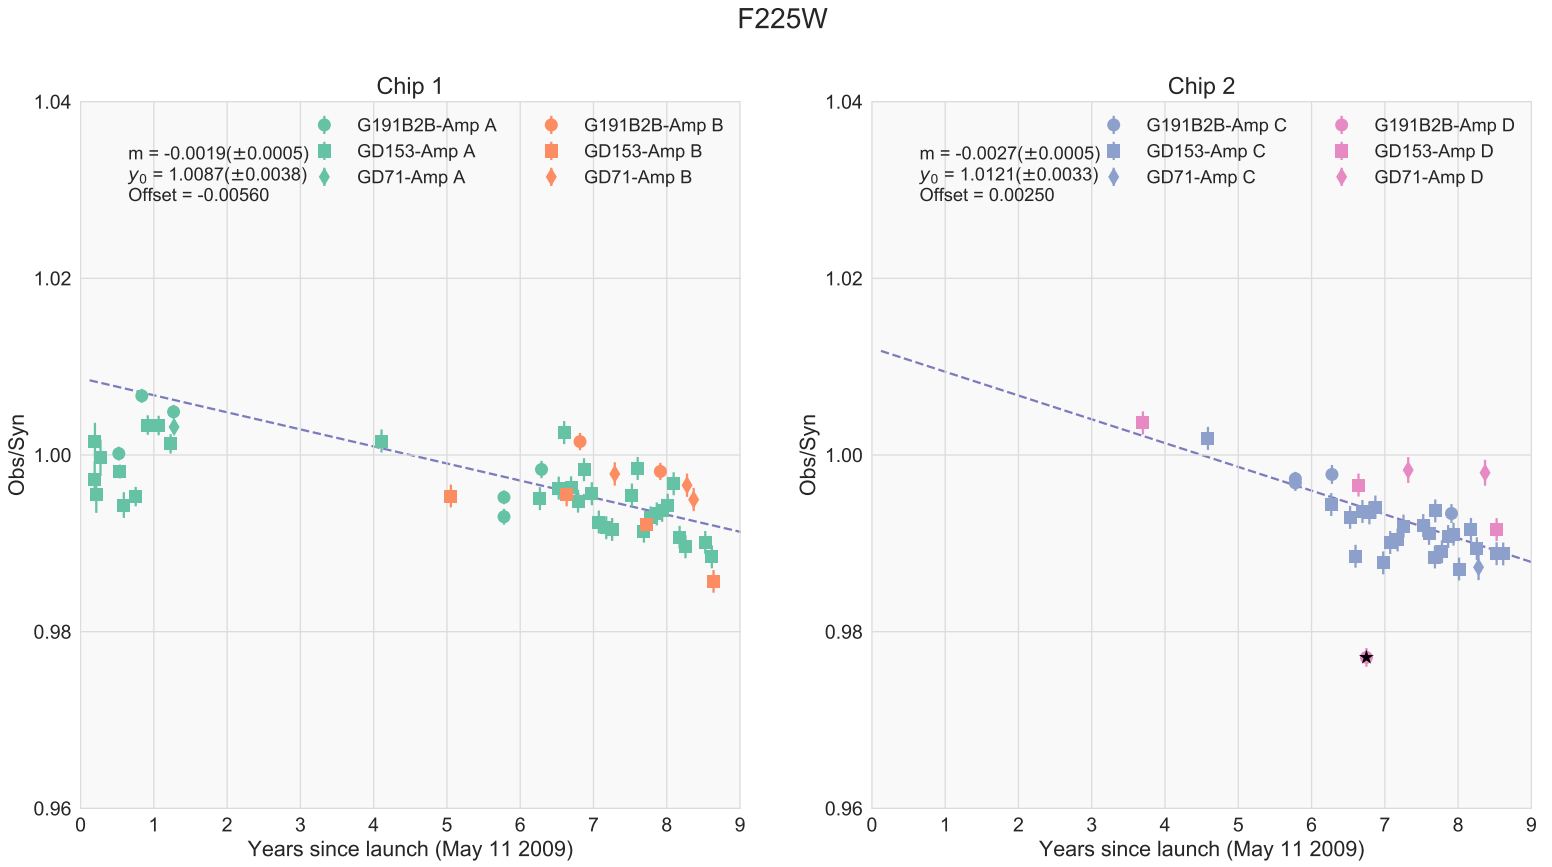 F225W
Chip 1
1.04
1.02
1.00
0.98
0.96
Obs/Syn
m = -0.0019(±0.0005)
y0 = 1.0087(±0.0038)
Offset = -0.00560
G191B2B-Amp A
GD153-Amp A
GD71-Amp A
G191B2B-Amp B
GD153-Amp B
GD71-Amp B
0 1 2 3 4 5 6 7 8 9
Years since launch (May 11 2009)
Chip 2
1.04
1.02
1.00
0.98
0.96
Obs/Syn
m = -0.0027(±0.0005)
y0 = 1.0121(±0.0033)
Offset = 0.00250
G191B2B-Amp C
GD153-Amp C
GD71-Amp C
G191B2B-Amp D
GD153-Amp D
GD71-Amp D
0 1 2 3 4 5 6 7 8 9
Years since launch (May 11 2009)